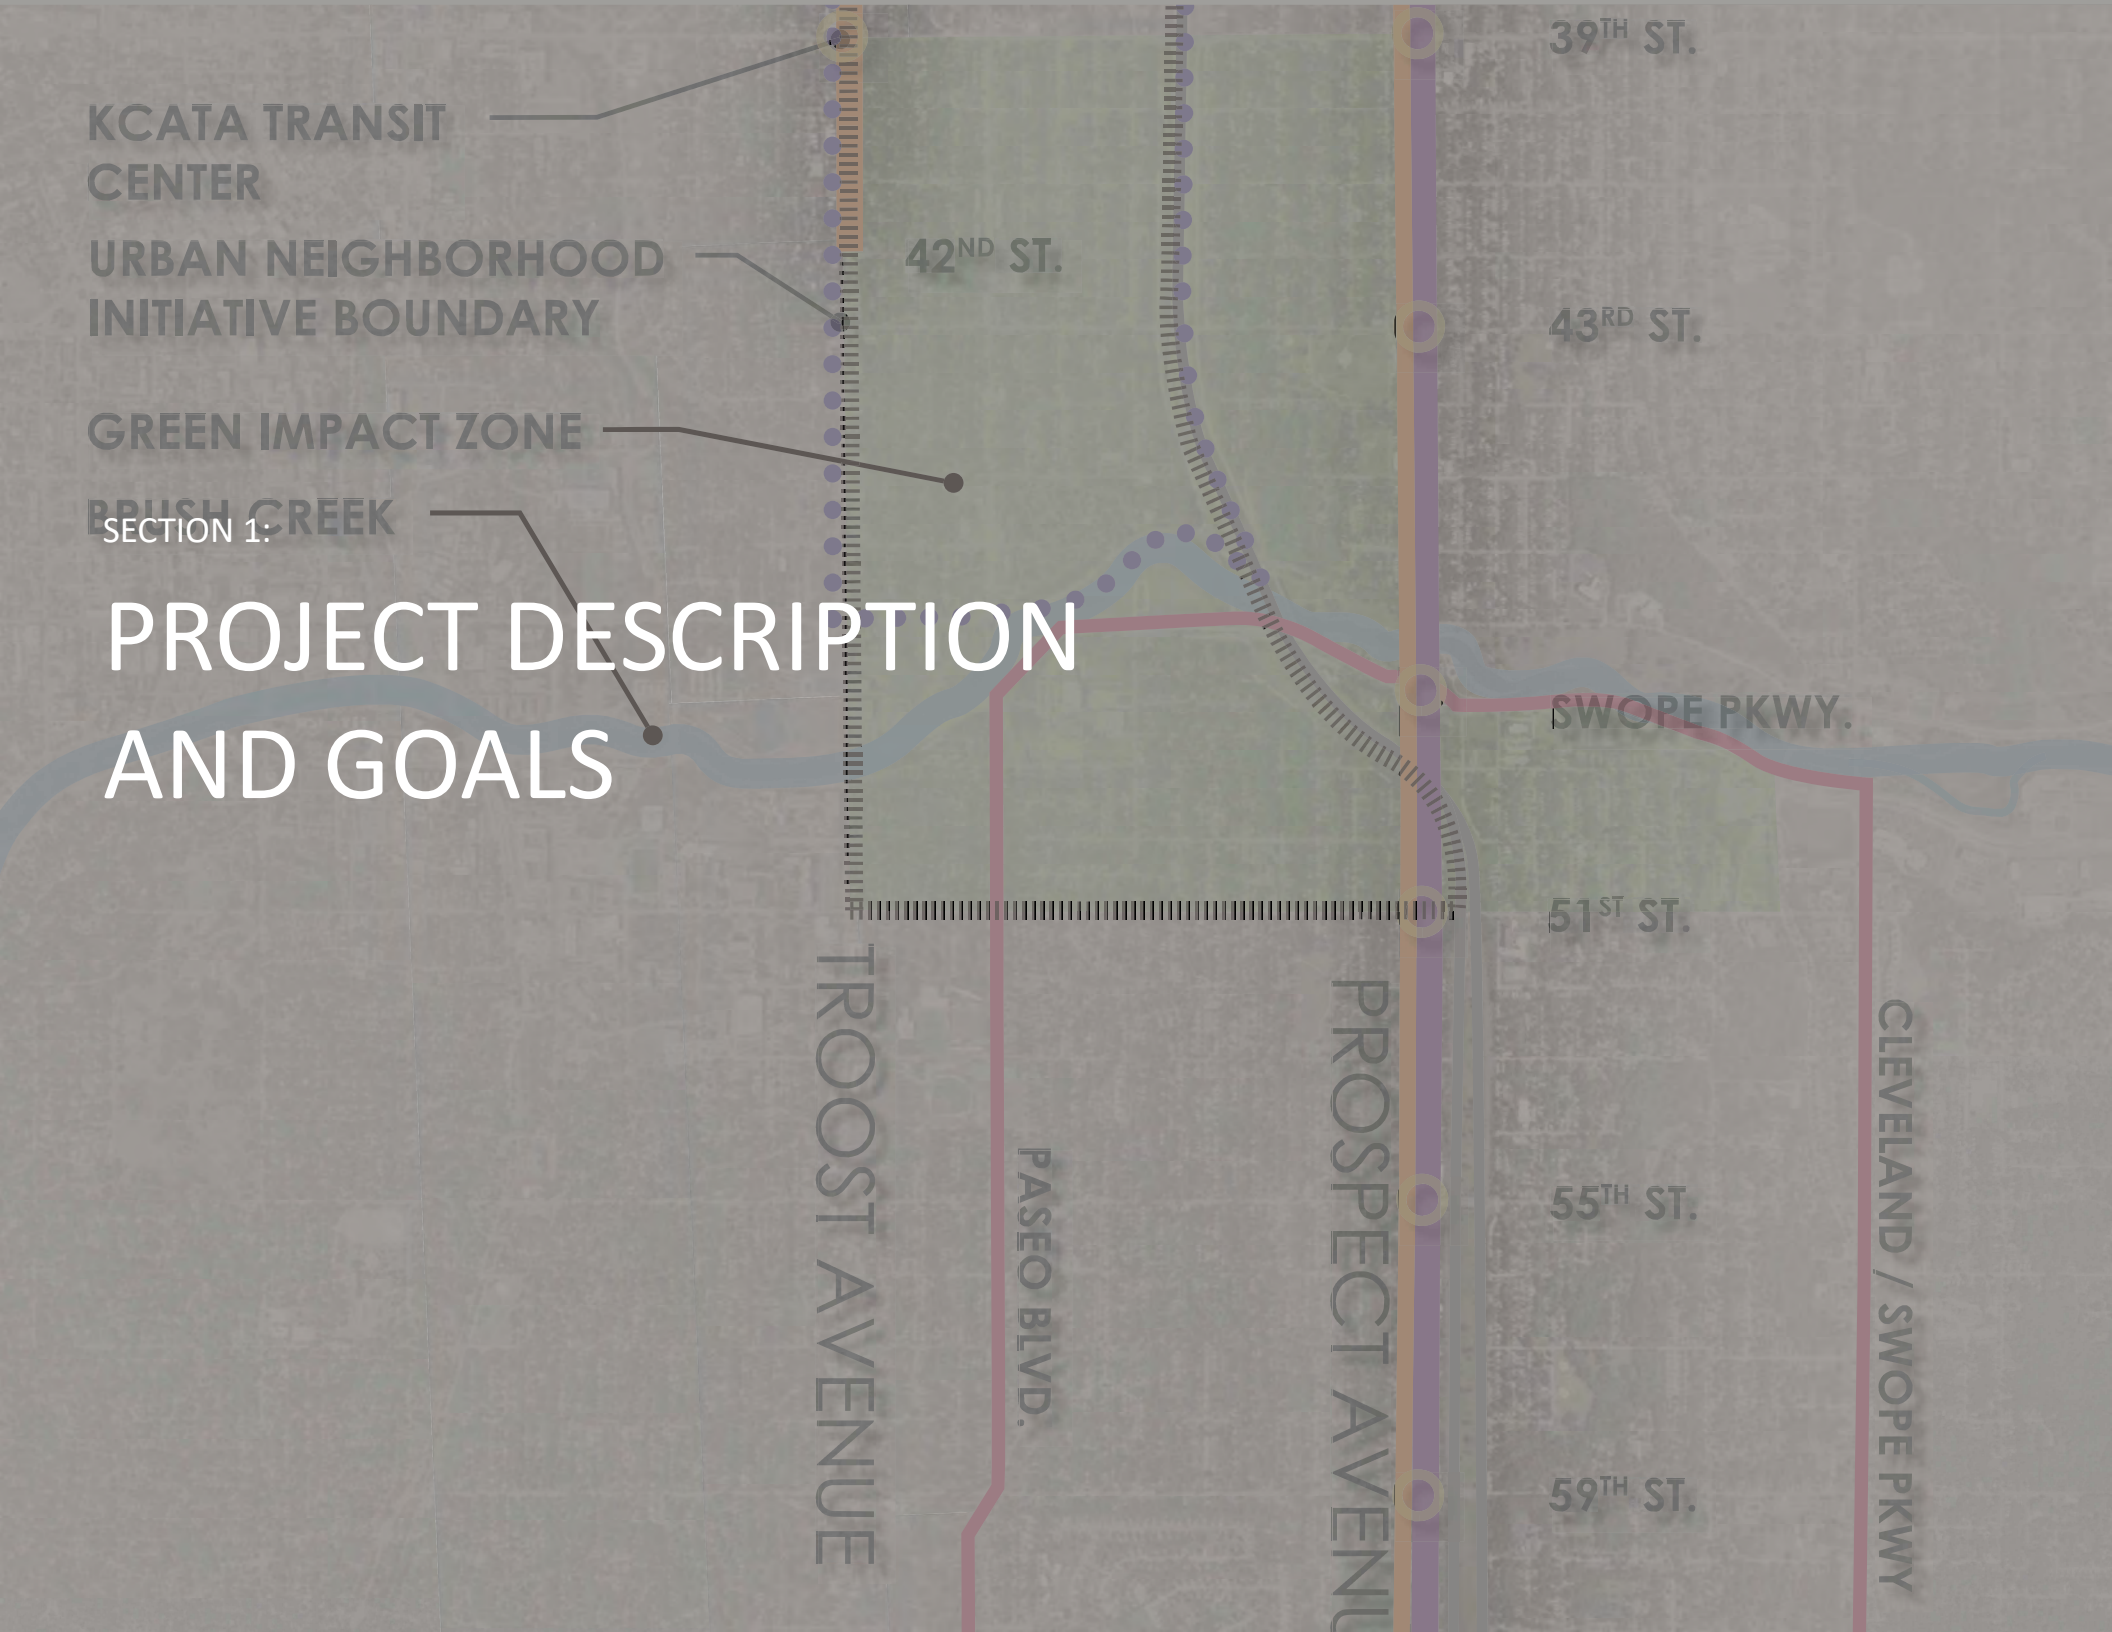 39TH ST.
KCATA TRANSIT
CENTER
URBAN NEIGHBORHOOD
INITIATIVE BOUNDARY
42ND ST.
43RD ST.
GREEN IMPACT ZONE
BRUSH CREEK
SECTION 1:
PROJECT DESCRIPTION
AND GOALS
SWOPE PKWY.
51ST ST.
TROOST AVENUE
PROSPECT AVENU
PASEO BLVD.
CLEVELAND / SWOPE PKWY
55TH ST.
59TH ST.